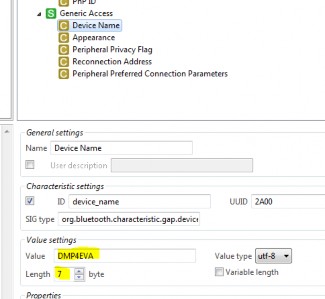 PnP ID
S Generic Access
C Device Name
C Appearance
C Peripheral Privacy Flag
C Reconnection Address
C Peripheral Preferred Connection Parameters
General settings
Name Device Name
User description
Characteristic settings
ID device_name UUID 2A00
SIG type org.bluetooth.characteristic.gap.device
Value settings
Value DMP4EVA Value type utf-8
Length 7 byte Variable length
Properties